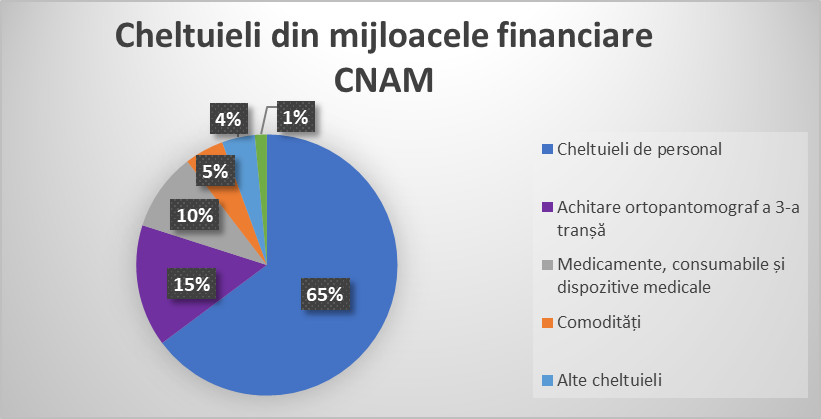 Cheltuieli din mijloacele financiare
CNAM
4%
1%
5%
10%
15%
65%
Cheltuieli de personal
Achitare ortopantomograf a 3-a
tranșă
Medicamente, consumabile și
dispozitive medicale
Comodități
Alte cheltuieli